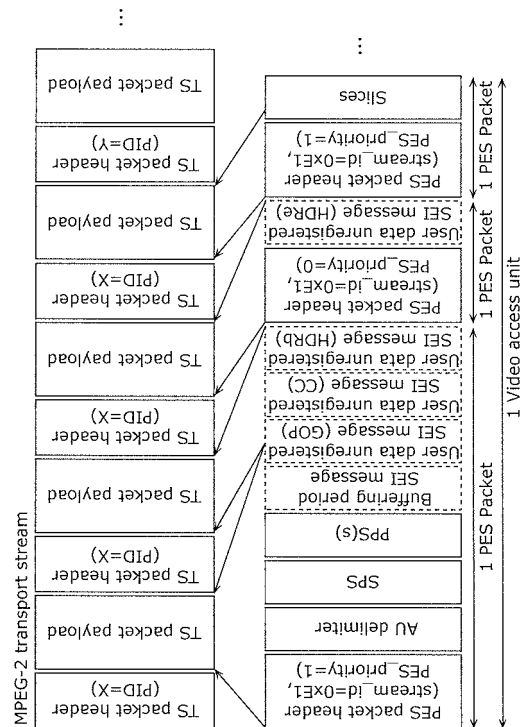 MPEG-2 transport stream
PES packet header
(stream_id=0xE1,
PES_priority=1)
AU delimiter
SPS
PPS(s)
Buffering period
SEI message
User data unregistered
SEI message (GOP)
User data unregistered
SEI message (CC)
User data unregistered
SEI message (HDRb)
PES packet header
(stream_id=0xE1,
PES_priority=0)
User data unregistered
SEI message (HDRe)
PES packet header
(stream_id=0xE1,
PES_priority=1)
Slices
...
1 PES Packet
1 PES Packet
1 PES Packet
1 Video access unit
TS packet header
(PID=X)
TS packet payload
TS packet header
(PID=X)
TS packet payload
TS packet header
(PID=X)
TS packet payload
TS packet header
(PID=X)
TS packet payload
TS packet header
(PID=Y)
TS packet payload
...